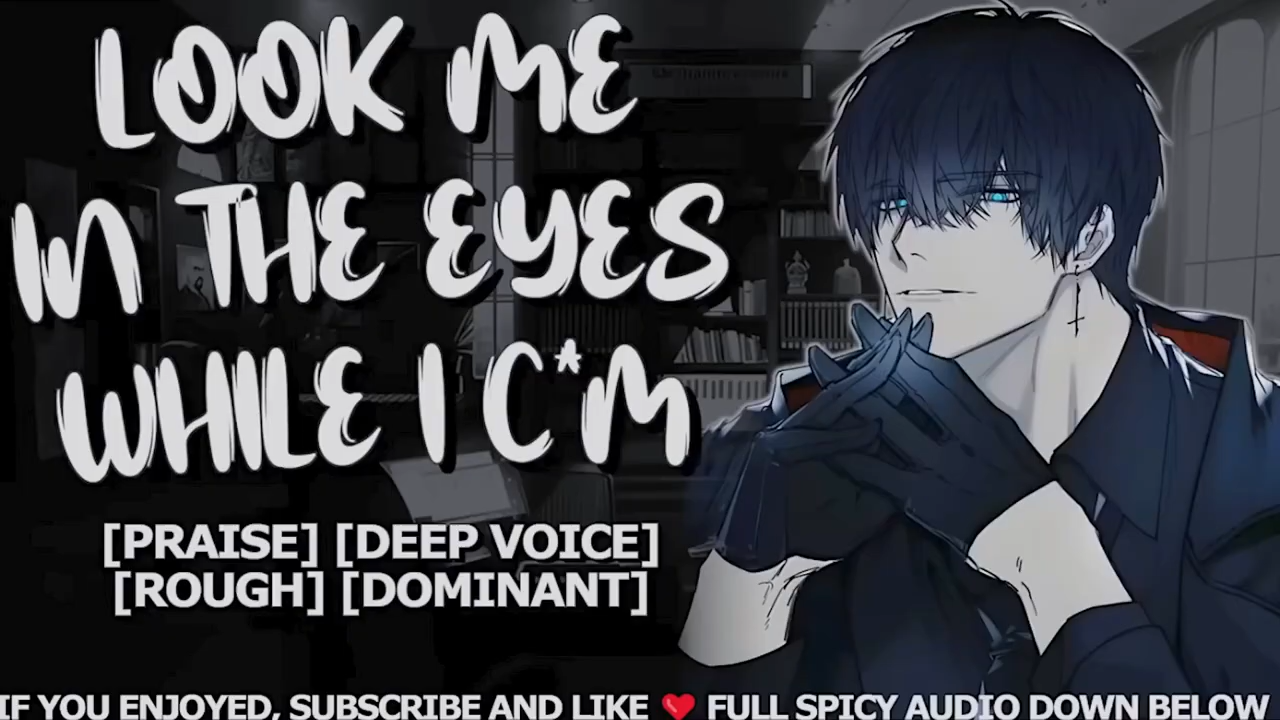 LOOK ME
IN THE EYES
WHILE I C*M
[PRAISE] [DEEP VOICE]
[ROUGH] [DOMINANT]
IF YOU ENJOYED, SUBSCRIBE AND LIKE ❤️ FULL SPICY AUDIO DOWN BELOW